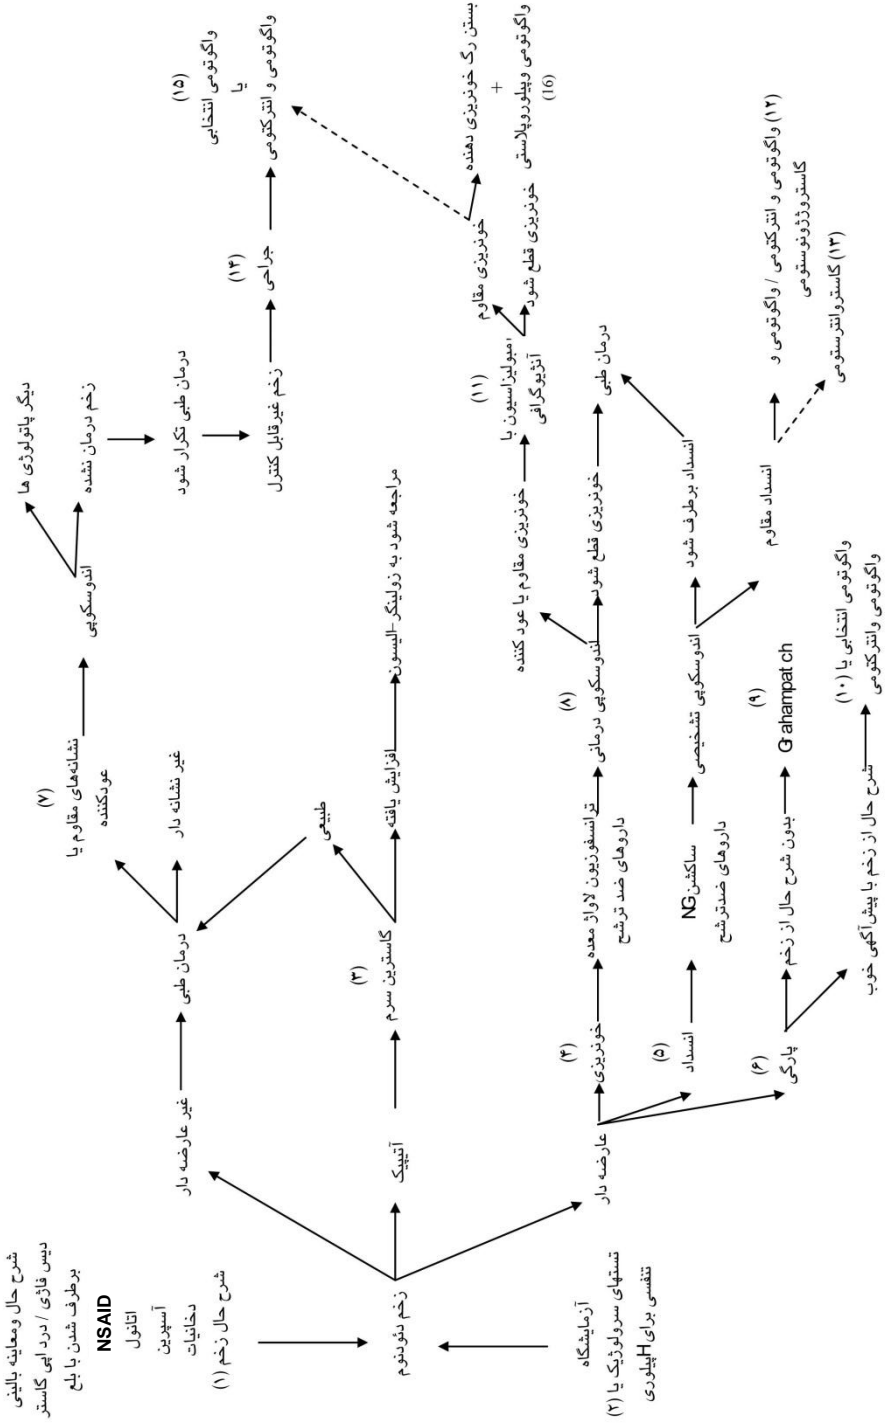 شرح حال ومعاینه بالینی
دیس فاژی / درد اپی گاستر
برطرف شدن با بلع
NSAID
اتانول
آسپرین
دخانیات
شرح حال زخم (۱)
زخم دئودنوم
آزمایشگاه
تستهای سرولوژیک یا (۲)
تنفسی برای Hپیلوری
غیر عارضه دار
درمان طبی
(۷)
نشانه‌های مقاوم یا
عودکننده
غیر نشانه دار
اندوسکوپی
دیگر پاتولوژی ها
زخم درمان نشده
درمان طبی تکرار شود
زخم غیرقابل کنترل
(۱۴)
جراحی
(۱۵)
واگوتومی انتخابی
یا
واگوتومی و انترکتومی
آتیپیک
(۳)
گاسترین سرم
طبیعی
افزایش یافته
مراجعه شود به زولینگر-الیسون
عارضه دار
(۴)
خونریزی
ترانسفوزیون لاواژ معده
داروهای ضد ترشح
(۸)
اندوسکوپی درمانی
خونریزی مقاوم یا عود کننده
خونریزی قطع شود
درمان طبی
(۱۱)
آمبولیزاسیون با
آنژیوگرافی
خونریزی مقاوم
خونریزی قطع شود
بستن رگ خونریزی دهنده
+
واگوتومی وپیلوروپلاستی
(16)
(۵)
انسداد
ساکشن NG
داروهای ضدترشح
اندوسکوپی تشخیصی
انسداد برطرف شود
انسداد مقاوم
(۱۲) واگوتومی و انترکتومی / واگوتومی و
گاستروژژونوستومی
(۱۳) گاستروانترستومی
(۶)
پارگی
بدون شرح حال از زخم
(۹)
Grahampatch
شرح حال از زخم با پیش‌آگهی خوب
واگوتومی انتخابی یا (۱۰)
واگوتومی وانترکتومی